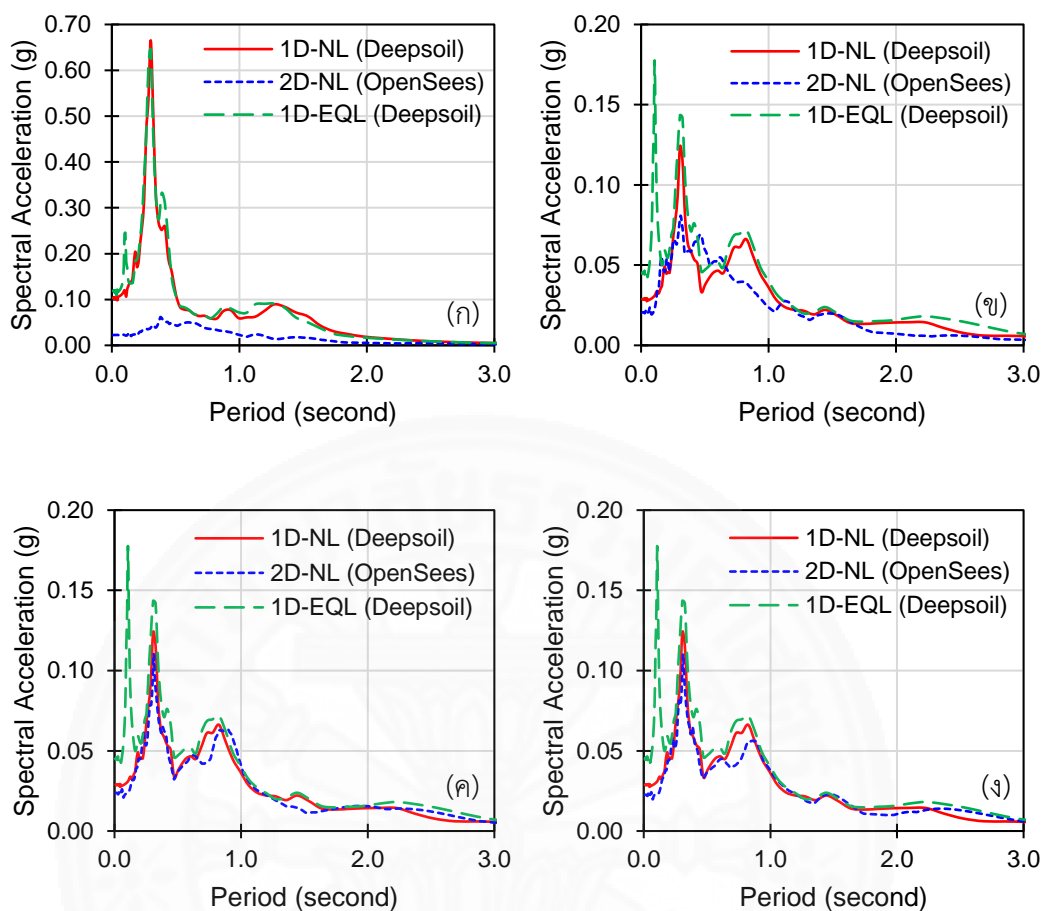 Spectral Acceleration (g)
0.70
0.60
0.50
0.40
0.30
0.20
0.10
0.00
1D-NL (Deepsoil)
2D-NL (OpenSees)
1D-EQL (Deepsoil)
(ก)
0.0 1.0 2.0 3.0
Period (second)
Spectral Acceleration (g)
0.20
0.15
0.10
0.05
0.00
1D-NL (Deepsoil)
2D-NL (OpenSees)
1D-EQL (Deepsoil)
(ข)
0.0 1.0 2.0 3.0
Period (second)
Spectral Acceleration (g)
0.20
0.15
0.10
0.05
0.00
1D-NL (Deepsoil)
2D-NL (OpenSees)
1D-EQL (Deepsoil)
(ค)
0.0 1.0 2.0 3.0
Period (second)
Spectral Acceleration (g)
0.20
0.15
0.10
0.05
0.00
1D-NL (Deepsoil)
2D-NL (OpenSees)
1D-EQL (Deepsoil)
(ง)
0.0 1.0 2.0 3.0
Period (second)